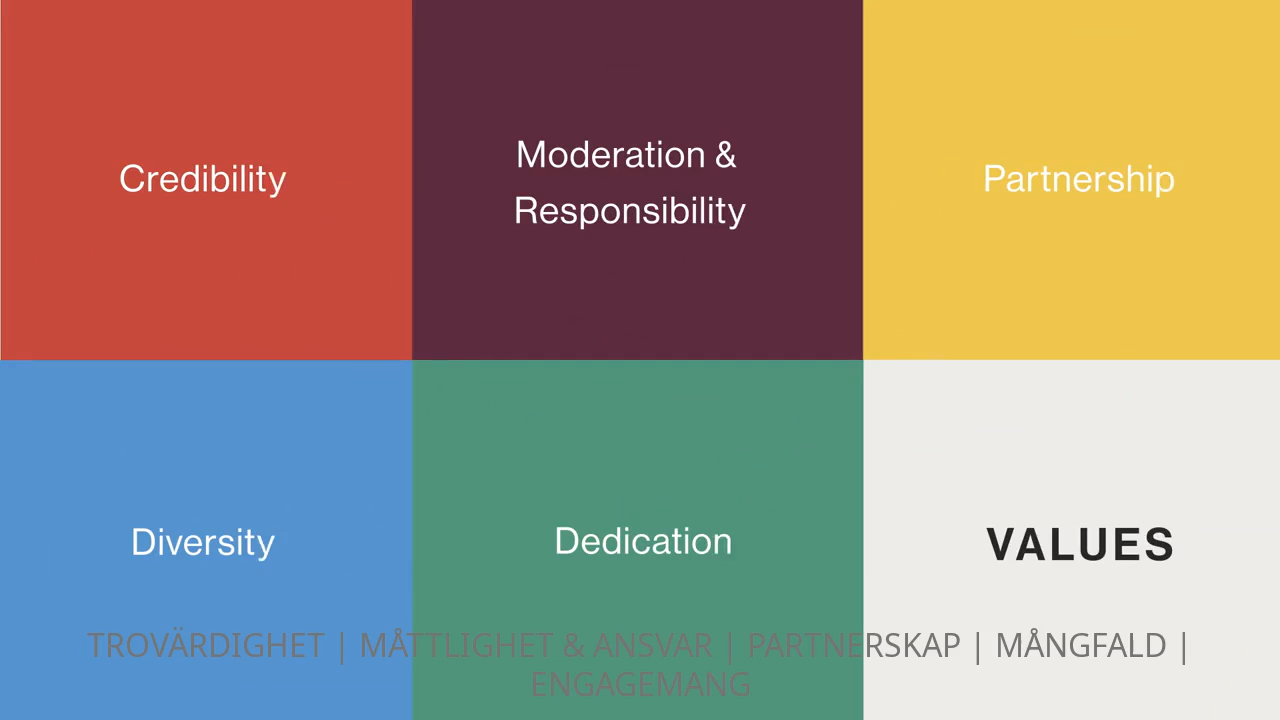 Credibility
Moderation &
Responsibility
Partnership
Diversity
Dedication
VALUES
TROVÄRDIGHET | MÅTTLIGHET & ANSVAR | PARTNERSKAP | MÅNGFALD |
ENGAGEMANG